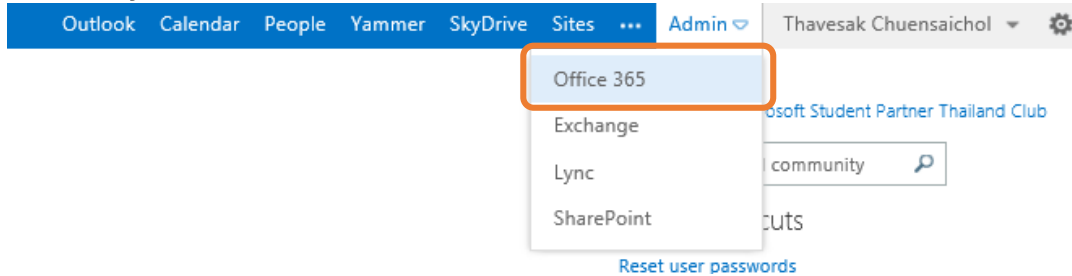 Outlook Calendar People Yammer SkyDrive Sites ••• Admin Thavesak Chuensaichol
Office 365
osoft Student Partner Thailand Club
Exchange
community
Lync
SharePoint
cuts
Reset user passwords